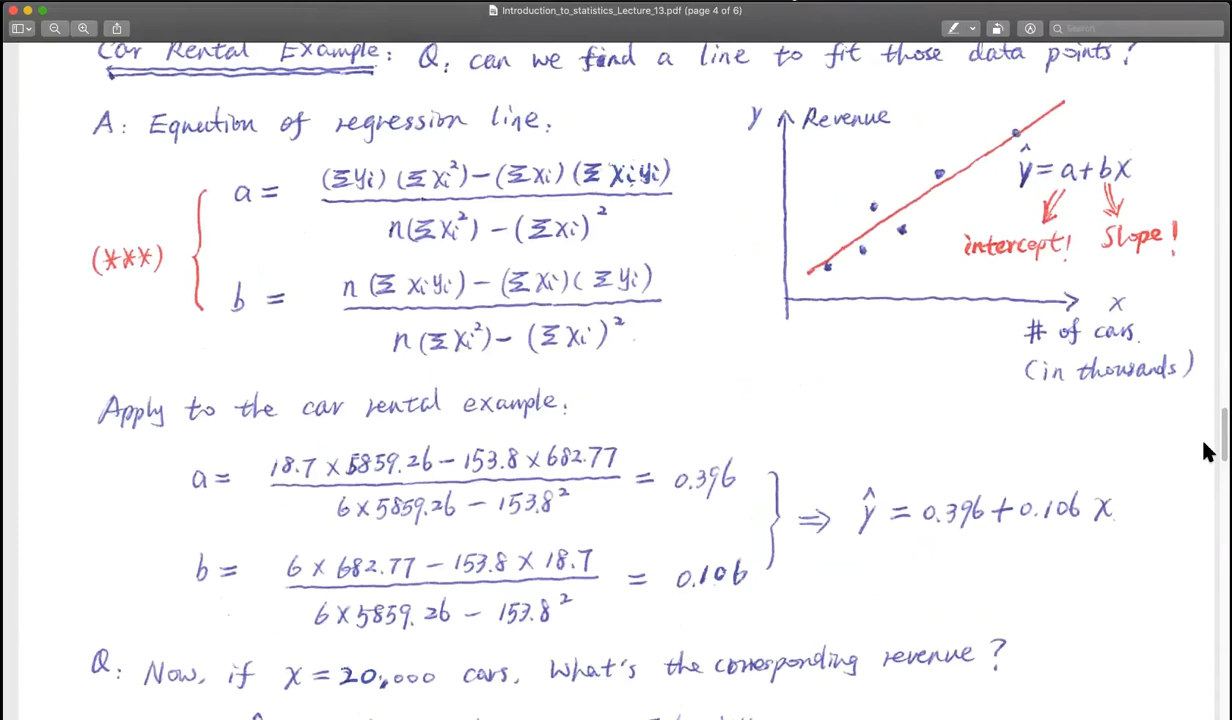 Introduction_to_statistics_Lecture_13.pdf (page 4 of 6)
Search
Car Rental Example: Q: can we find a line to fit those data points?
A: Equection of regression line.
(***)
a = (Σyi)(Σxi²)−(Σxi)(Σxiyi) / n(Σxi²)−(Σxi)²
b = n(Σxiyi)−(Σxi)(Σyi) / n(Σxi²)−(Σxi)²
y Revenue
ŷ=a+bx
intercept! Slope!
x
# of cars.
(in thousands)
Apply to the car rental example.
a = 18.7×5859.26−153.8×682.77 / 6×5859.26−153.8² = 0.396
b = 6×682.77−153.8×18.7 / 6×5859.26−153.8² = 0.106
⇒ ŷ = 0.396+0.106 x.
Q: Now, if x=20,000 cars, What's the corresponding revenue?